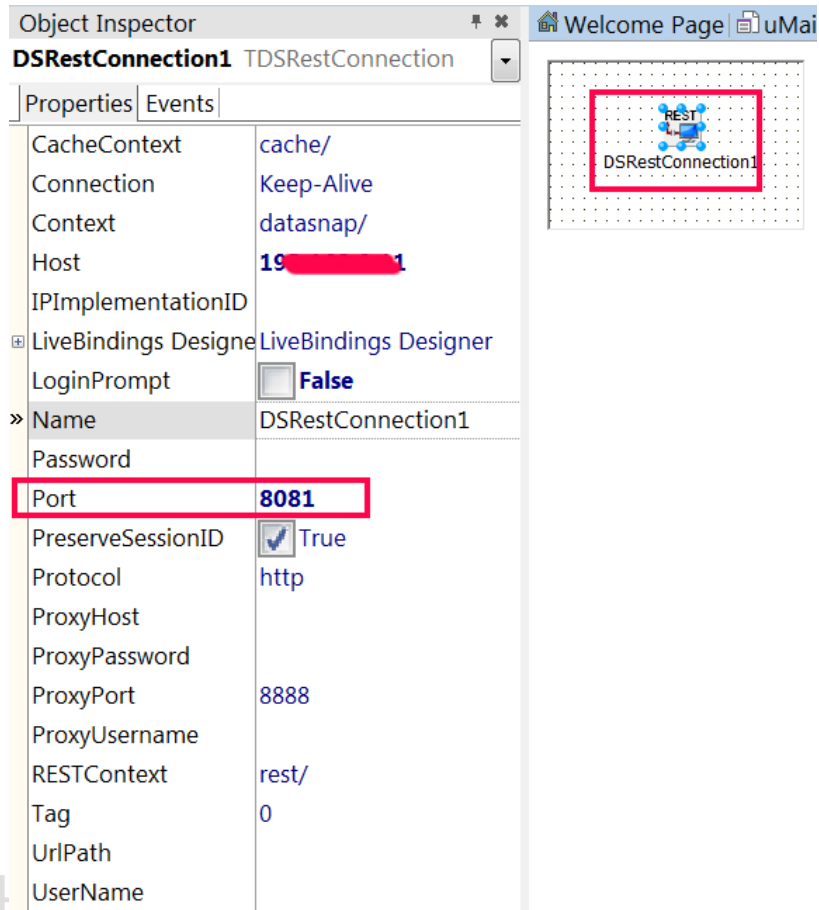 Object Inspector
Welcome Page uMai
DSRestConnection1 TDSRestConnection
Properties Events
CacheContext cache/
Connection Keep-Alive
Context datasnap/
Host
IPImplementationID
LiveBindings Designe LiveBindings Designer
LoginPrompt False
Name DSRestConnection1
Password
Port 8081
PreserveSessionID True
Protocol http
ProxyHost
ProxyPassword
ProxyPort 8888
ProxyUsername
RESTContext rest/
Tag 0
UrlPath
UserName
REST
DSRestConnection1